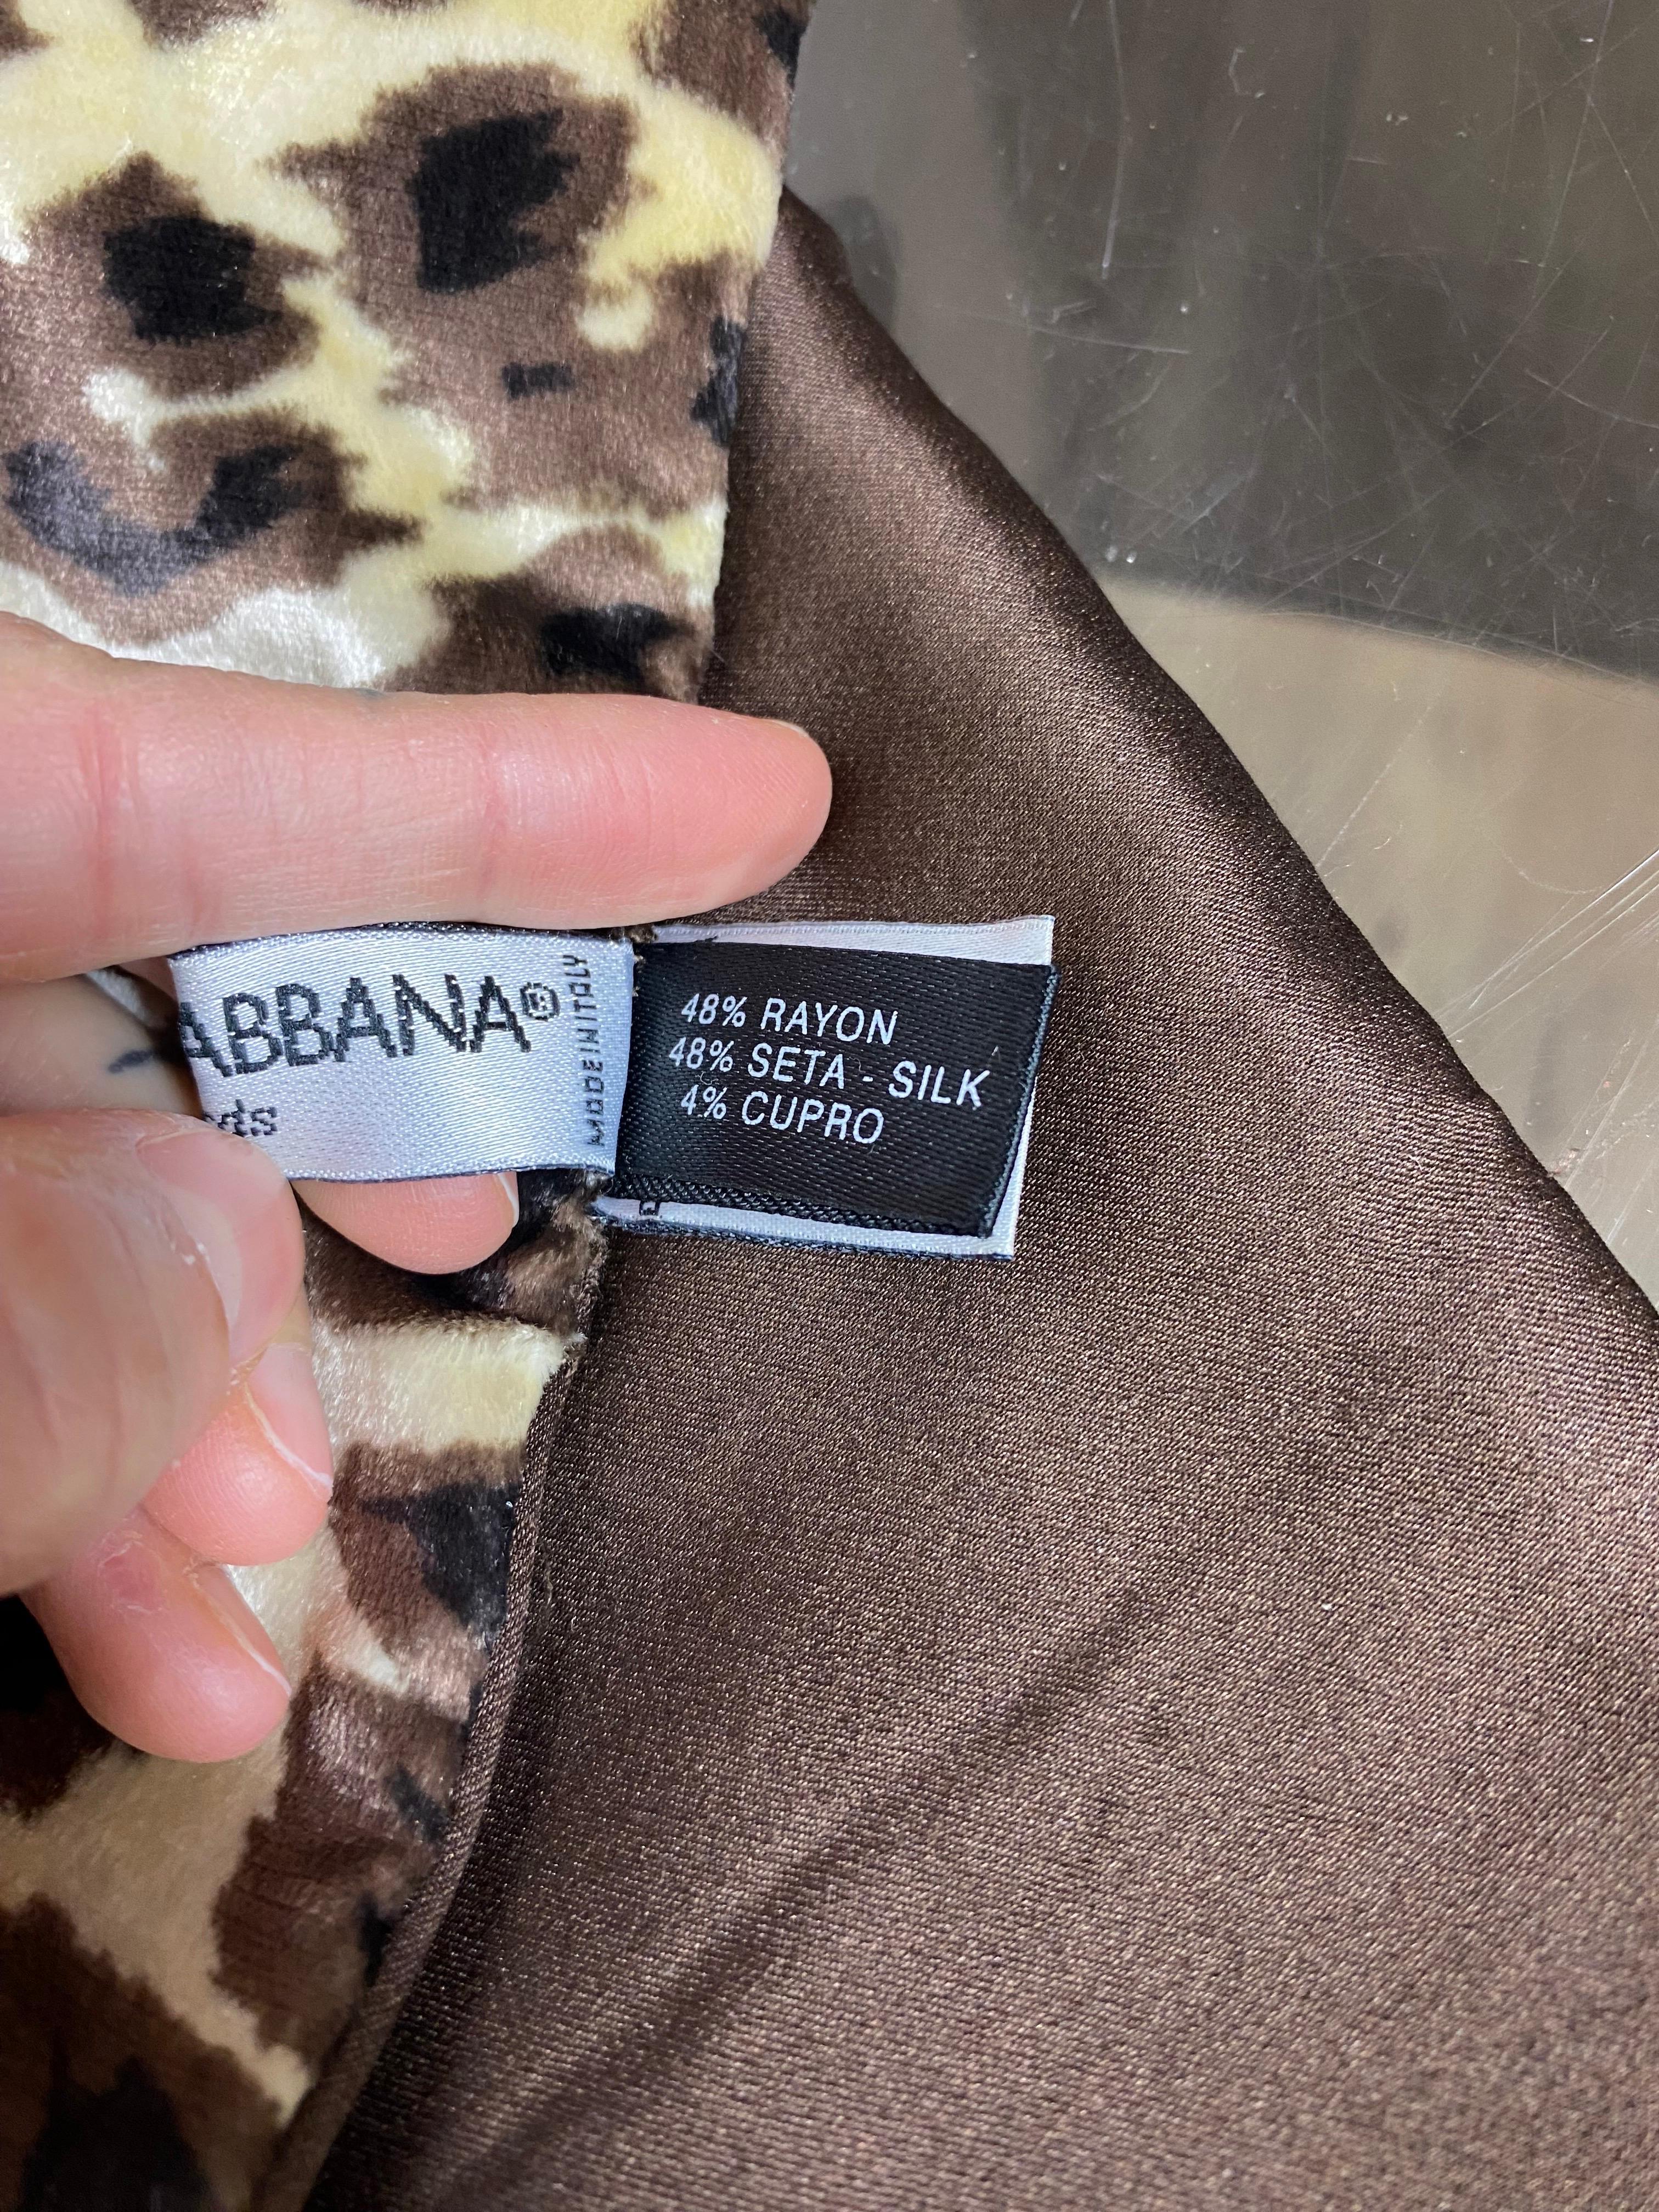 ABBANA®
MADE IN ITALY
48% RAYON
48% SETA - SILK
4% CUPRO